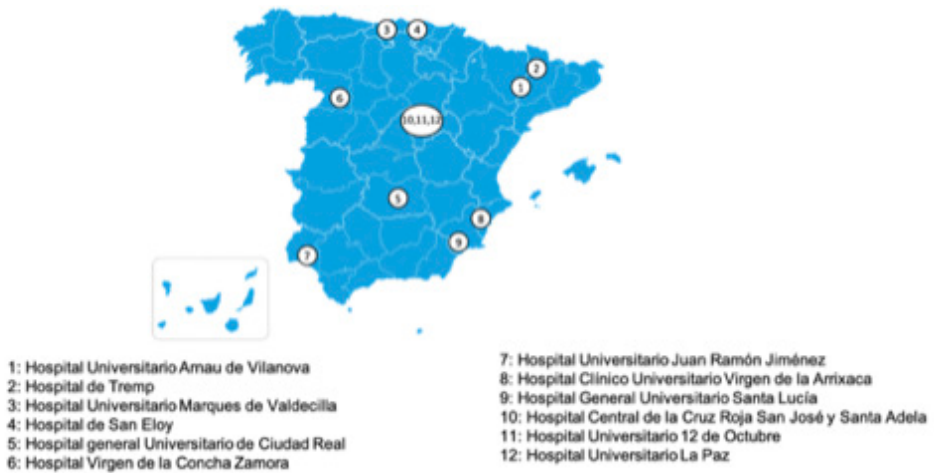 3
4
2
1
6
10,11,12
5
8
9
7
1: Hospital Universitario Arnau de Vilanova
2: Hospital de Tremp
3: Hospital Universitario Marques de Valdecilla
4: Hospital de San Eloy
5: Hospital general Universitario de Ciudad Real
6: Hospital Virgen de la Concha Zamora
7: Hospital Universitario Juan Ramón Jiménez
8: Hospital Clínico Universitario Virgen de la Arrixaca
9: Hospital General Universitario Santa Lucía
10: Hospital Central de la Cruz Roja San José y Santa Adela
11: Hospital Universitario 12 de Octubre
12: Hospital Universitario La Paz